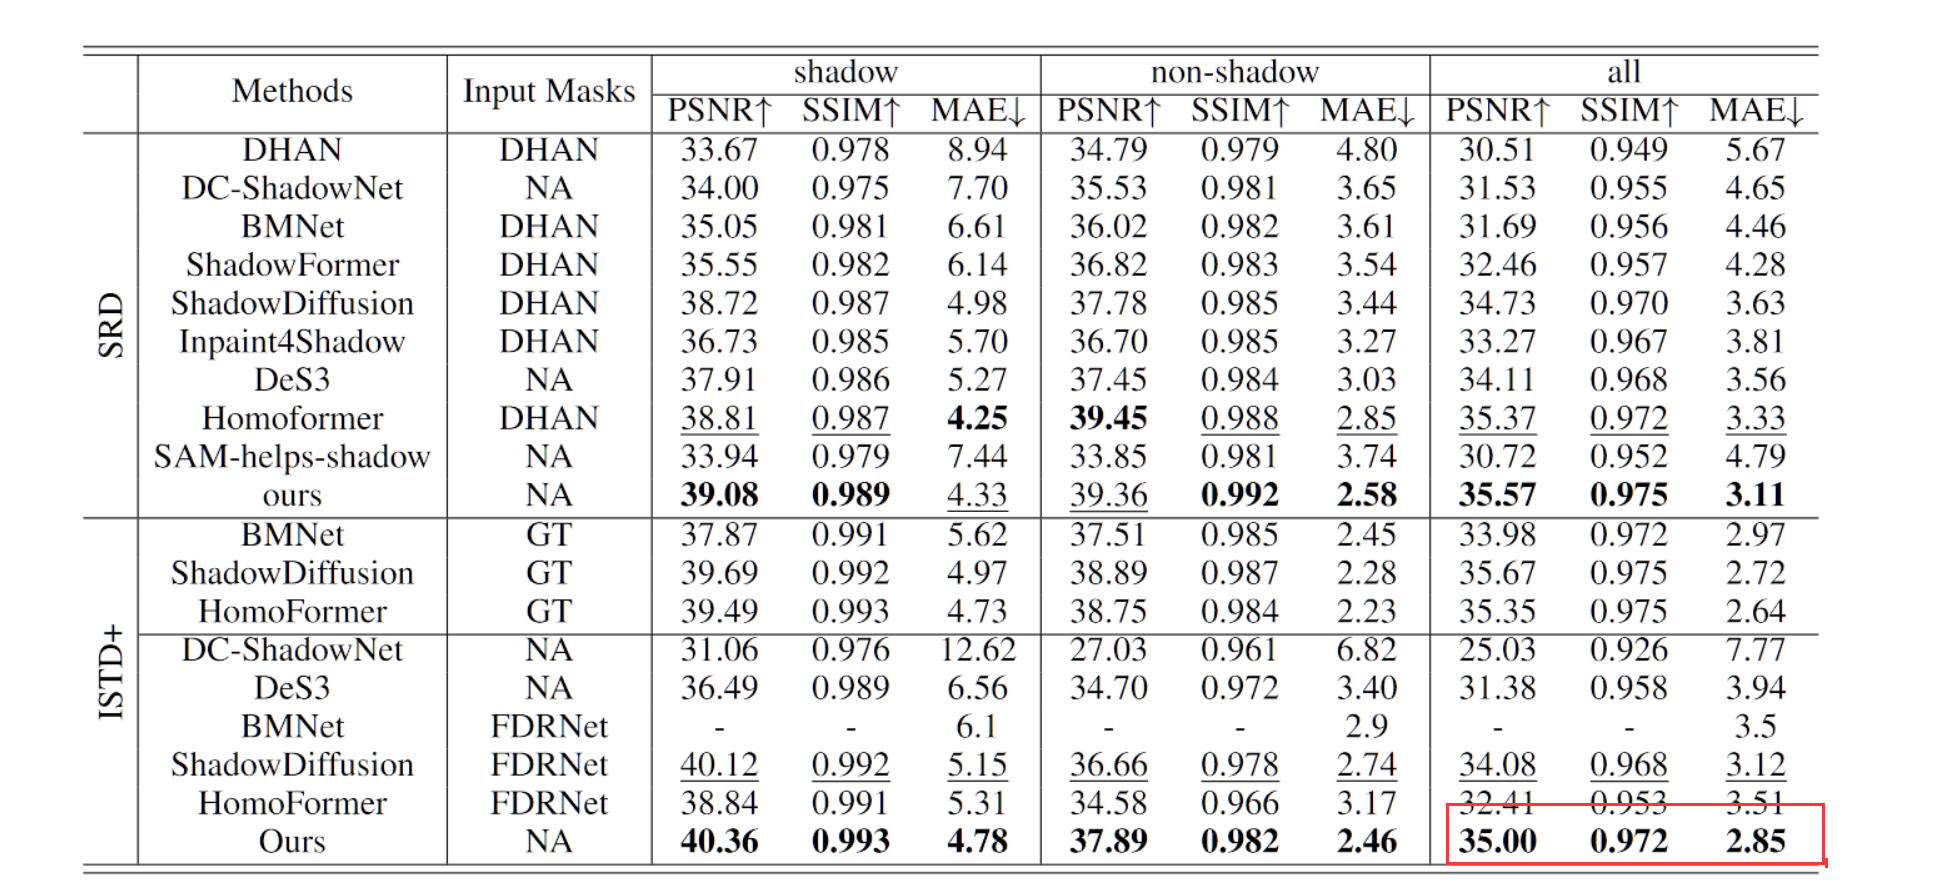 Methods Input Masks shadow non-shadow all
PSNR↑ SSIM↑ MAE↓ PSNR↑ SSIM↑ MAE↓ PSNR↑ SSIM↑ MAE↓
SRD
DHAN DHAN 33.67 0.978 8.94 34.79 0.979 4.80 30.51 0.949 5.67
DC-ShadowNet NA 34.00 0.975 7.70 35.53 0.981 3.65 31.53 0.955 4.65
BMNet DHAN 35.05 0.981 6.61 36.02 0.982 3.61 31.69 0.956 4.46
ShadowFormer DHAN 35.55 0.982 6.14 36.82 0.983 3.54 32.46 0.957 4.28
ShadowDiffusion DHAN 38.72 0.987 4.98 37.78 0.985 3.44 34.73 0.970 3.63
Inpaint4Shadow DHAN 36.73 0.985 5.70 36.70 0.985 3.27 33.27 0.967 3.81
DeS3 NA 37.91 0.986 5.27 37.45 0.984 3.03 34.11 0.968 3.56
Homoformer DHAN 38.81 0.987 4.25 39.45 0.988 2.85 35.37 0.972 3.33
SAM-helps-shadow NA 33.94 0.979 7.44 33.85 0.981 3.74 30.72 0.952 4.79
ours NA 39.08 0.989 4.33 39.36 0.992 2.58 35.57 0.975 3.11
ISTD+
BMNet GT 37.87 0.991 5.62 37.51 0.985 2.45 33.98 0.972 2.97
ShadowDiffusion GT 39.69 0.992 4.97 38.89 0.987 2.28 35.67 0.975 2.72
HomoFormer GT 39.49 0.993 4.73 38.75 0.984 2.23 35.35 0.975 2.64
DC-ShadowNet NA 31.06 0.976 12.62 27.03 0.961 6.82 25.03 0.926 7.77
DeS3 NA 36.49 0.989 6.56 34.70 0.972 3.40 31.38 0.958 3.94
BMNet FDRNet - - 6.1 - - 2.9 - - 3.5
ShadowDiffusion FDRNet 40.12 0.992 5.15 36.66 0.978 2.74 34.08 0.968 3.12
HomoFormer FDRNet 38.84 0.991 5.31 34.58 0.966 3.17 32.41 0.953 3.51
Ours NA 40.36 0.993 4.78 37.89 0.982 2.46 35.00 0.972 2.85